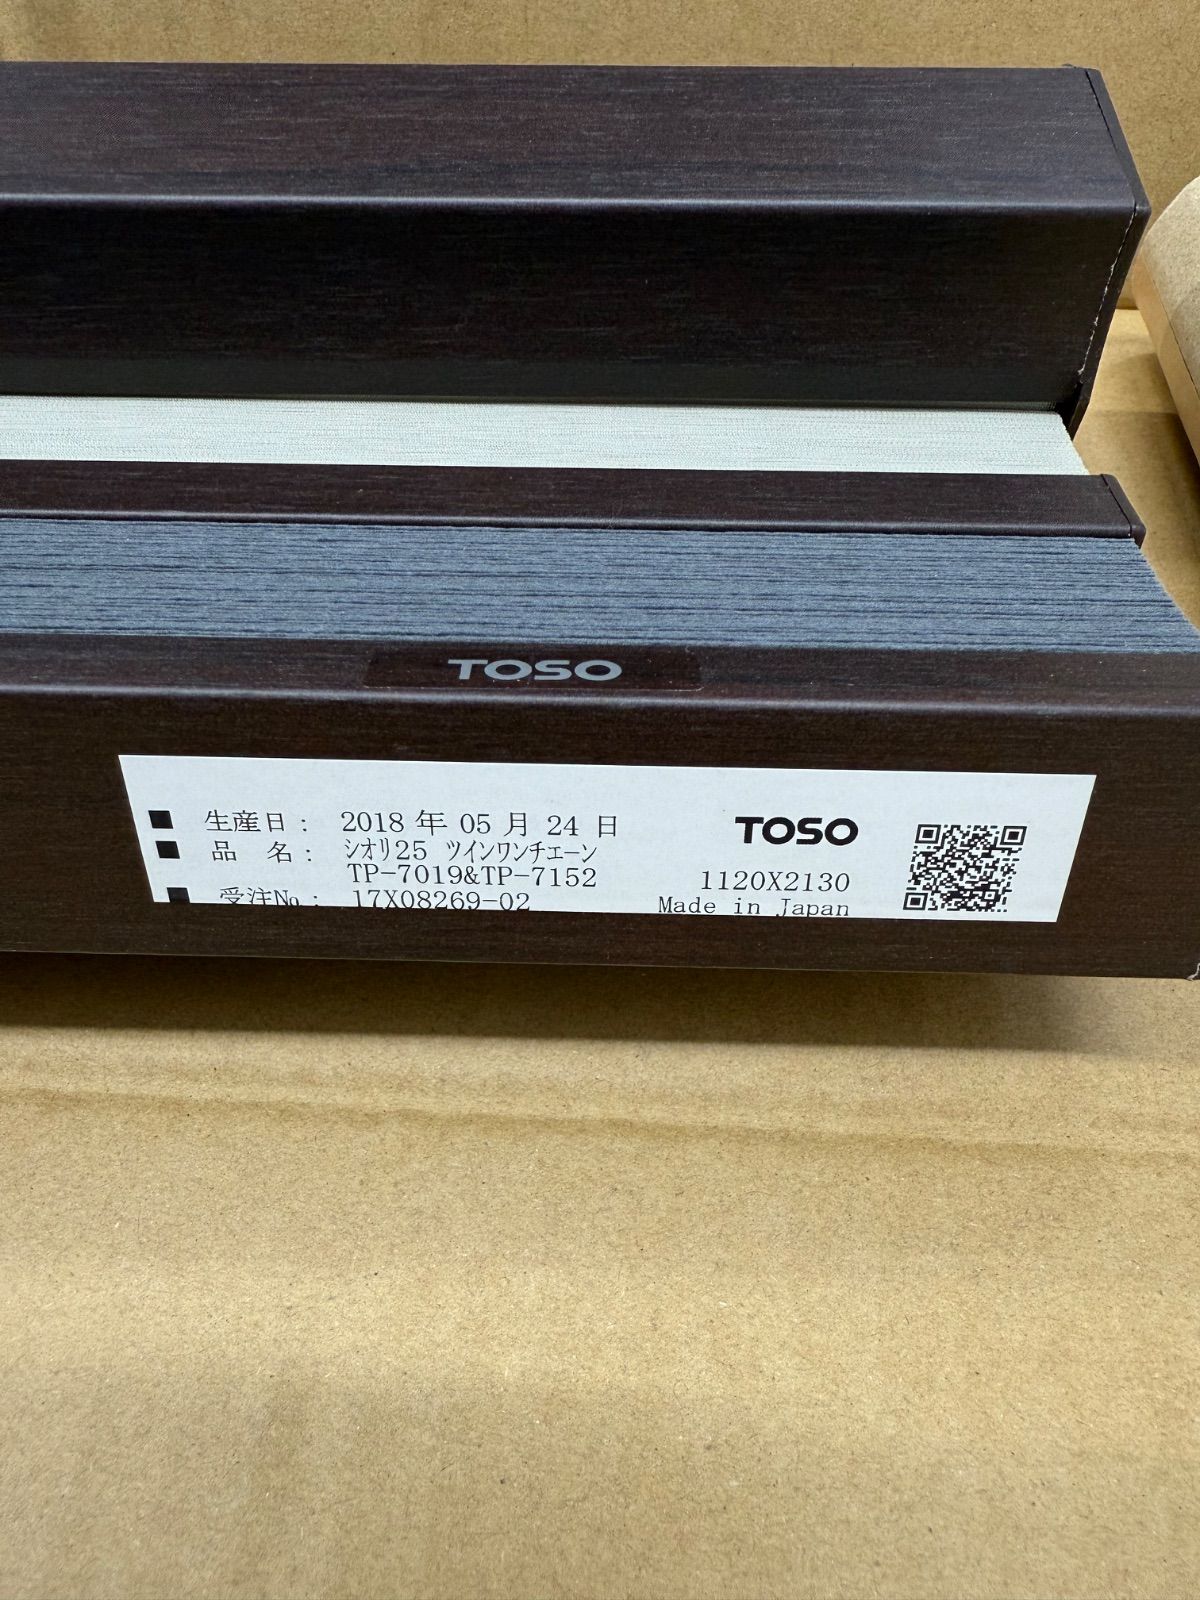 TOSO
生産日： 2018 年 05 月 24 日
TOSO
品　名： ｼｵﾘ25 ﾂｲﾝﾜﾝﾁｪｰﾝ
TP-7019&TP-7152
1120X2130
受注№： 17X08269-02
Made in Japan